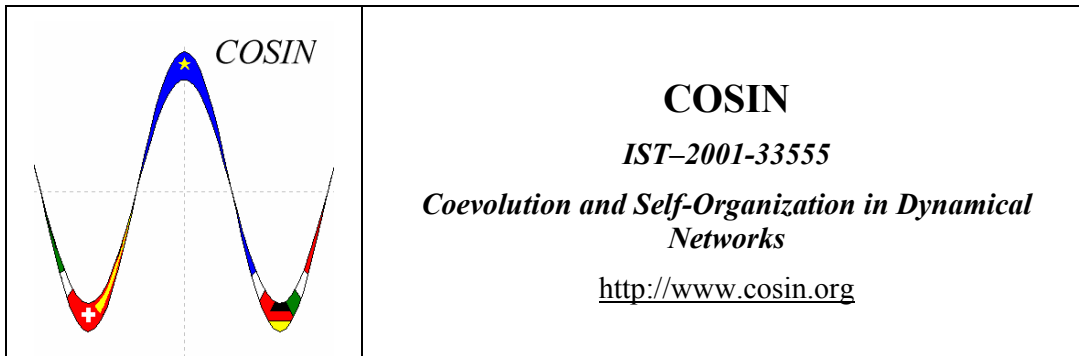 COSIN
COSIN
IST–2001-33555
Coevolution and Self-Organization in Dynamical
Networks
http://www.cosin.org